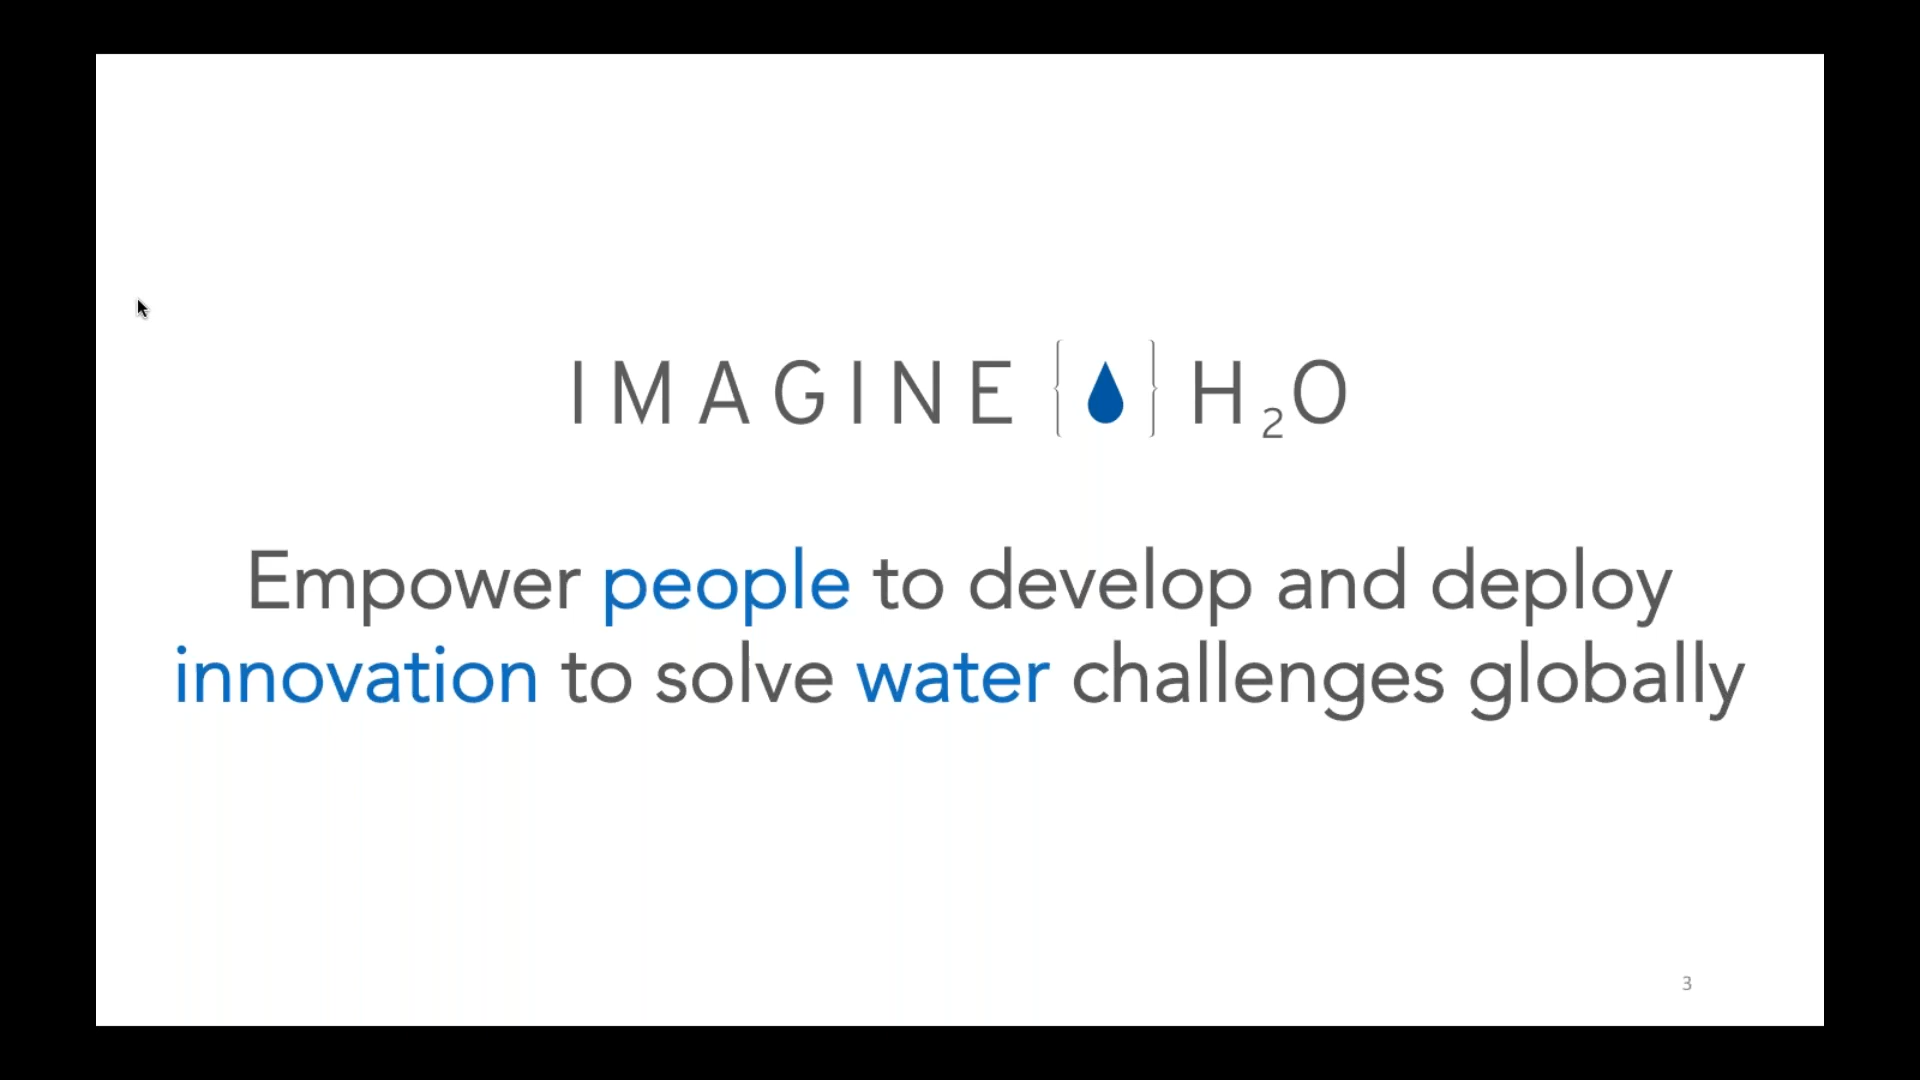 IMAGINE { } H₂O
Empower people to develop and deploy
innovation to solve water challenges globally
3